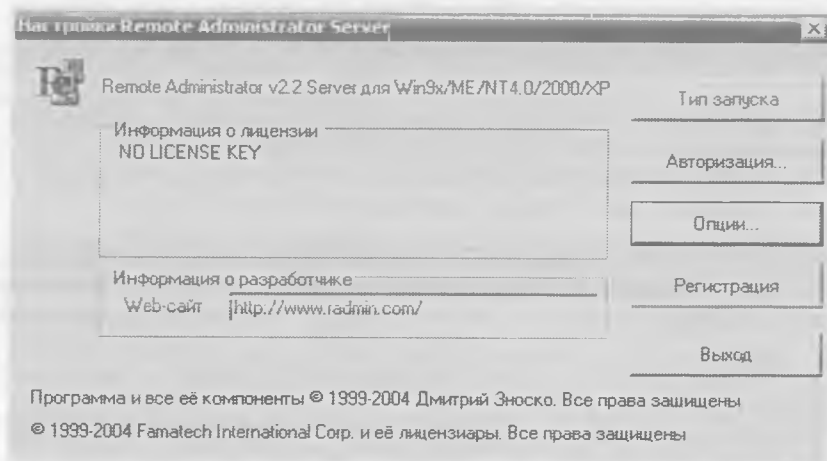 Настройки Remote Administrator Server
Remote Administrator v2.2 Server для Win9x/ME/NT4.0/2000/XP
Тип запуска
Информация о лицензии
NO LICENSE KEY
Авторизация...
Опции...
Информация о разработчике
Web-сайт http://www.radmin.com/
Регистрация
Выход
Программа и все её компоненты © 1999-2004 Дмитрий Зноско. Все права защищены
© 1999-2004 Famatech International Corp. и её лицензиары. Все права защищены